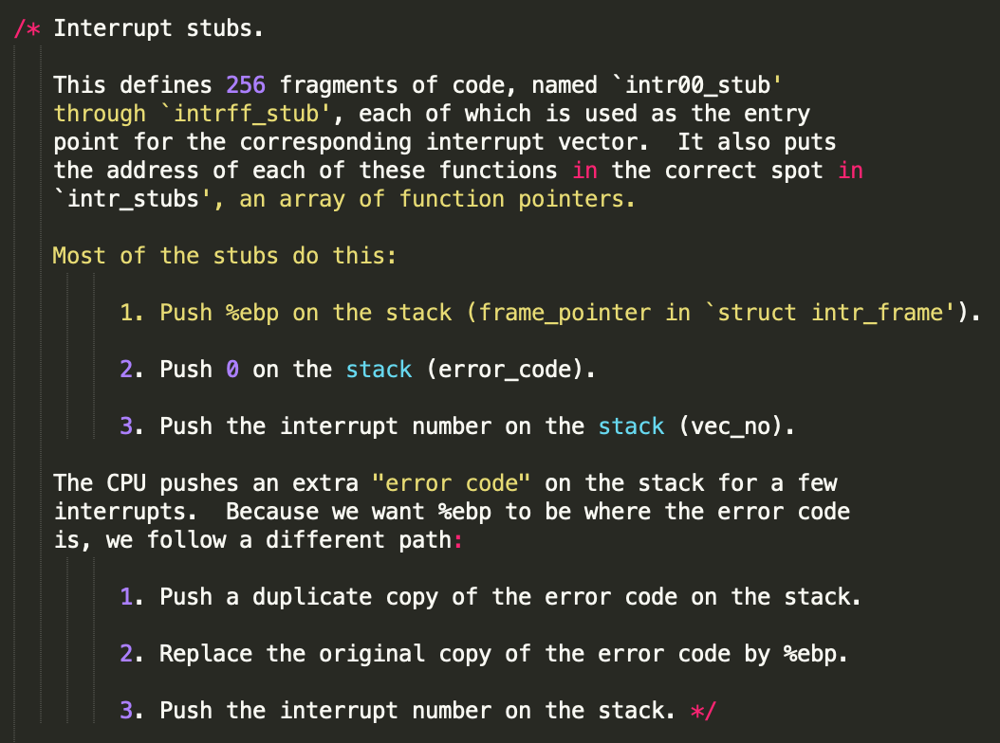 /* Interrupt stubs.
This defines 256 fragments of code, named `intr00_stub'
through `intrff_stub', each of which is used as the entry
point for the corresponding interrupt vector.  It also puts
the address of each of these functions in the correct spot in
`intr_stubs', an array of function pointers.
Most of the stubs do this:
1. Push %ebp on the stack (frame_pointer in `struct intr_frame').
2. Push 0 on the stack (error_code).
3. Push the interrupt number on the stack (vec_no).
The CPU pushes an extra "error code" on the stack for a few
interrupts.  Because we want %ebp to be where the error code
is, we follow a different path:
1. Push a duplicate copy of the error code on the stack.
2. Replace the original copy of the error code by %ebp.
3. Push the interrupt number on the stack. */